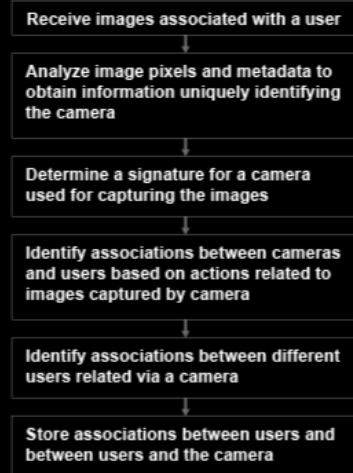 Receive images associated with a user
Analyze image pixels and metadata to
obtain information uniquely identifying
the camera
Determine a signature for a camera
used for capturing the images
Identify associations between cameras
and users based on actions related to
images captured by camera
Identify associations between different
users related via a camera
Store associations between users and
between users and the camera